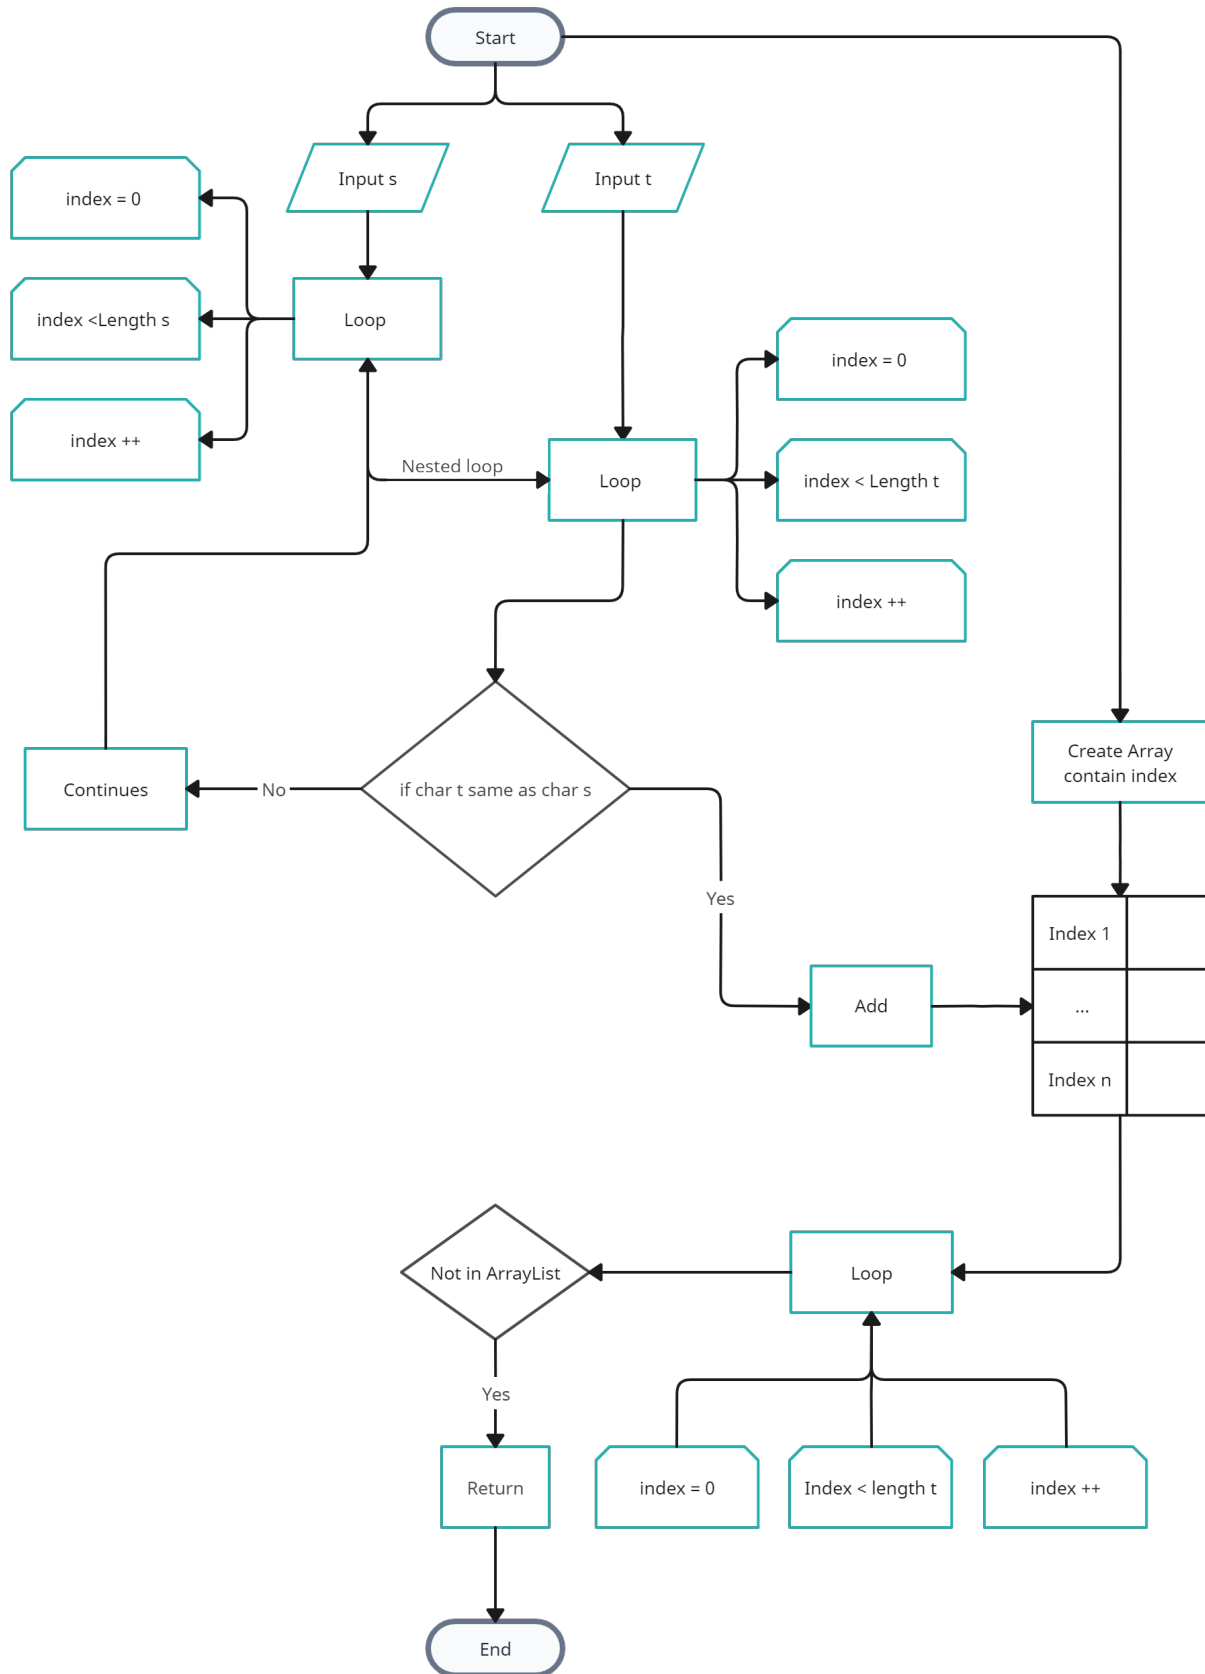 Start
Input s
Input t
index = 0
index <Length s
index ++
Loop
Nested loop
Loop
index = 0
index < Length t
index ++
Continues
No
if char t same as char s
Yes
Create Array
contain index
Add
Index 1
...
Index n
Not in ArrayList
Loop
Yes
Return
index = 0
Index < length t
index ++
End